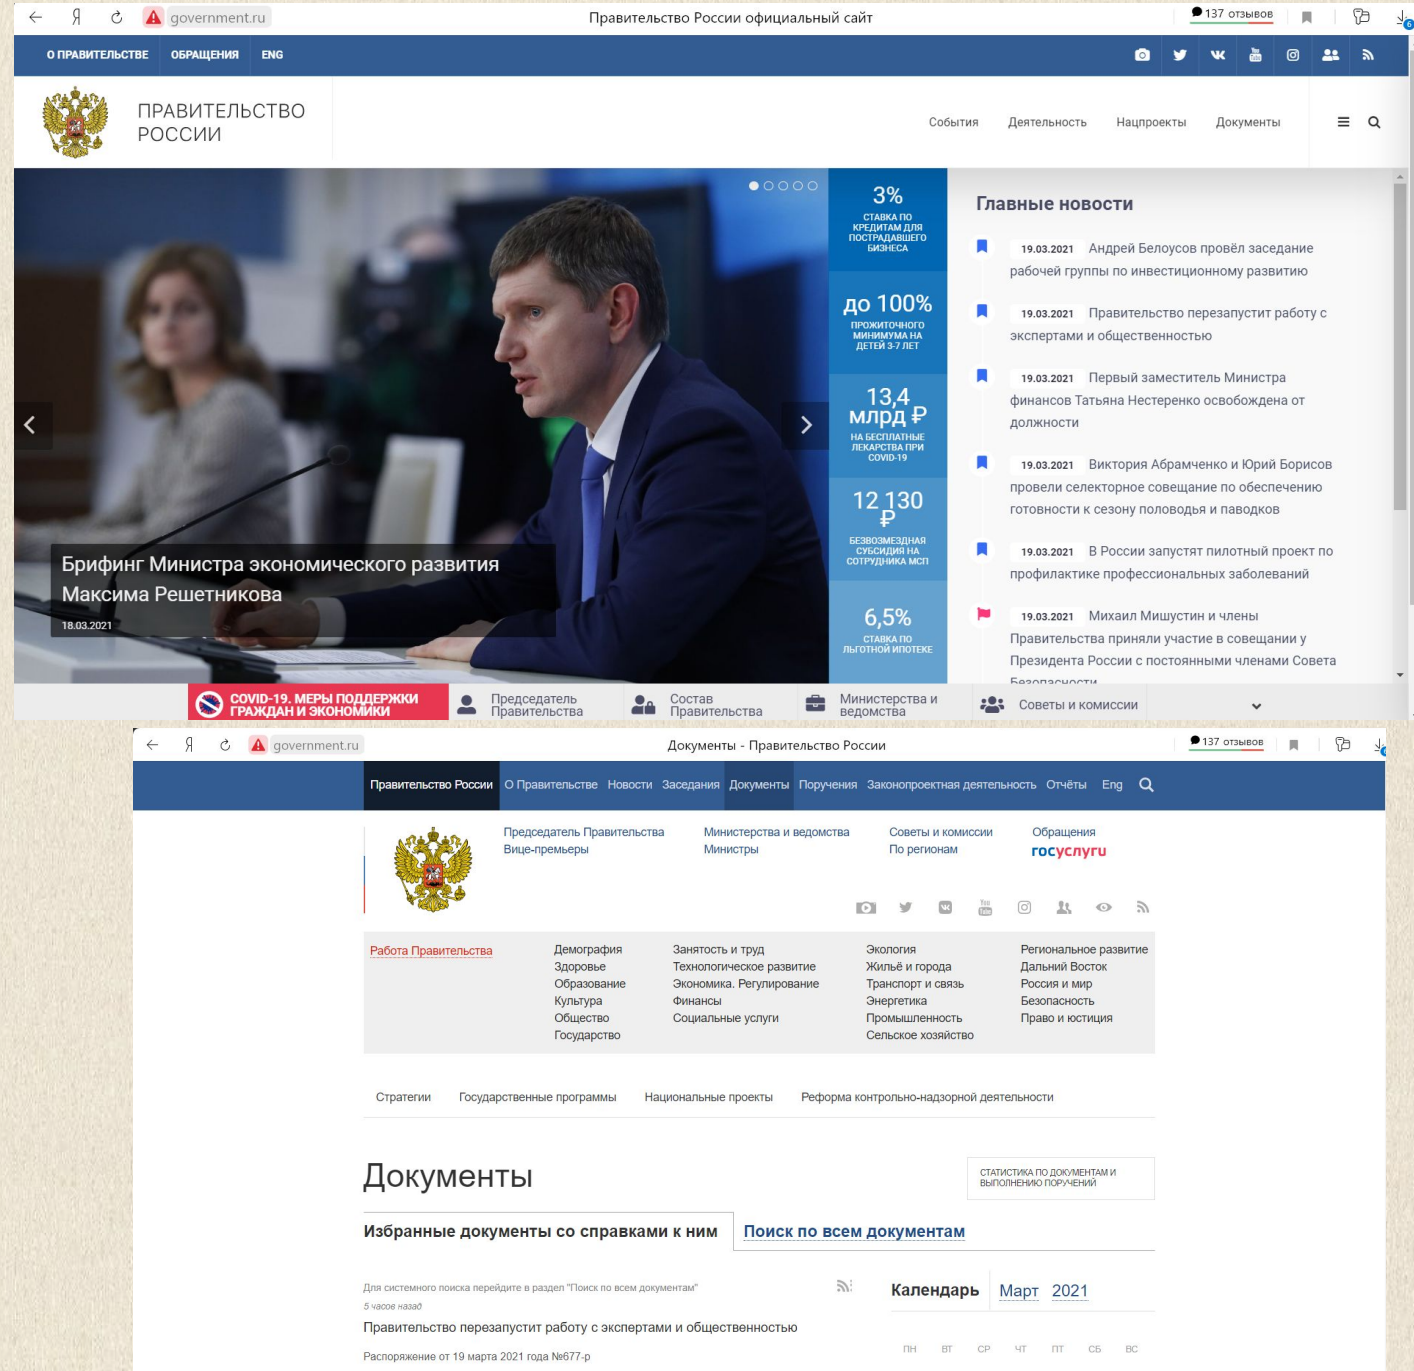 government.ru
Правительство России официальный сайт
137 отзывов
О ПРАВИТЕЛЬСТВЕ ОБРАЩЕНИЯ ENG
ПРАВИТЕЛЬСТВО
РОССИИ
События Деятельность Нацпроекты Документы
3%
СТАВКА ПО
КРЕДИТАМ ДЛЯ
ПОСТРАДАВШЕГО
БИЗНЕСА
до 100%
ПРОЖИТОЧНОГО
МИНИМУМА НА
ДЕТЕЙ 3-7 ЛЕТ
13,4
млрд ₽
НА БЕСПЛАТНЫЕ
ЛЕКАРСТВА ПРИ
COVID-19
12 130
₽
БЕЗВОЗМЕЗДНАЯ
СУБСИДИЯ НА
СОТРУДНИКА МСП
6,5%
СТАВКА ПО
ЛЬГОТНОЙ ИПОТЕКЕ
Главные новости
19.03.2021 Андрей Белоусов провёл заседание
рабочей группы по инвестиционному развитию
19.03.2021 Правительство перезапустит работу с
экспертами и общественностью
19.03.2021 Первый заместитель Министра
финансов Татьяна Нестеренко освобождена от
должности
19.03.2021 Виктория Абрамченко и Юрий Борисов
провели селекторное совещание по обеспечению
готовности к сезону половодья и паводков
19.03.2021 В России запустят пилотный проект по
профилактике профессиональных заболеваний
19.03.2021 Михаил Мишустин и члены
Правительства приняли участие в совещании у
Президента России с постоянными членами Совета
Безопасности
Брифинг Министра экономического развития
Максима Решетникова
18.03.2021
COVID-19. МЕРЫ ПОДДЕРЖКИ
ГРАЖДАН И ЭКОНОМИКИ
Председатель
Правительства
Состав
Правительства
Министерства и
ведомства
Советы и комиссии
government.ru
Документы - Правительство России
137 отзывов
Правительство России О Правительстве Новости Заседания Документы Поручения Законопроектная деятельность Отчёты Eng
Председатель Правительства Министерства и ведомства Советы и комиссии Обращения
Вице-премьеры Министры По регионам госуслуги
Работа Правительства Демография Занятость и труд Экология Региональное развитие
Здоровье Технологическое развитие Жильё и города Дальний Восток
Образование Экономика. Регулирование Транспорт и связь Россия и мир
Культура Финансы Энергетика Безопасность
Общество Социальные услуги Промышленность Право и юстиция
Государство Сельское хозяйство
Стратегии Государственные программы Национальные проекты Реформа контрольно-надзорной деятельности
Документы
СТАТИСТИКА ПО ДОКУМЕНТАМ И
ВЫПОЛНЕНИЮ ПОРУЧЕНИЙ
Избранные документы со справками к ним Поиск по всем документам
Для системного поиска перейдите в раздел "Поиск по всем документам"
5 часов назад
Правительство перезапустит работу с экспертами и общественностью
Распоряжение от 19 марта 2021 года №677-р
Календарь Март 2021
ПН ВТ СР ЧТ ПТ СБ ВС